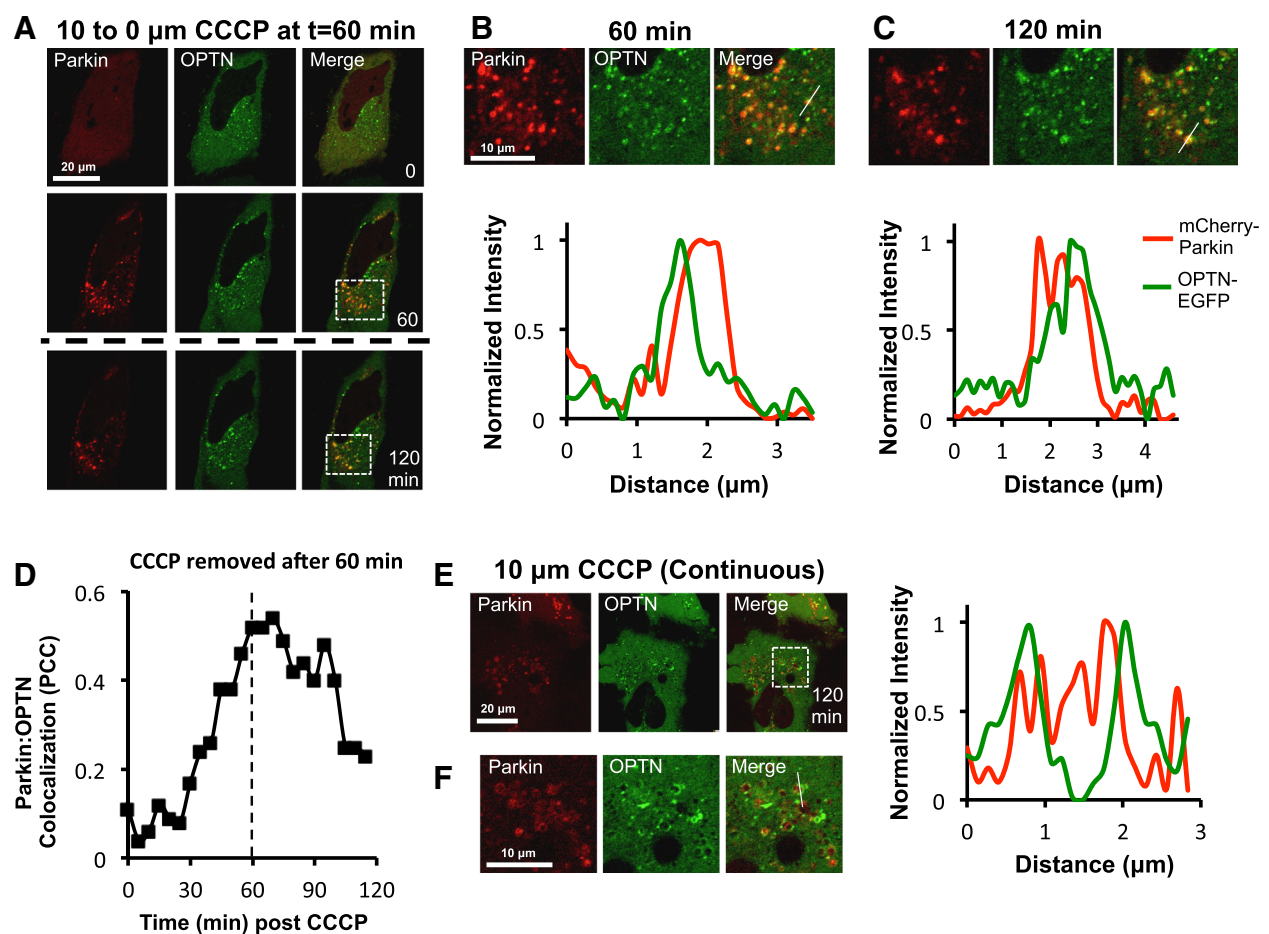 A
10 to 0 µm CCCP at t=60 min
Parkin
OPTN
Merge
20 µm
0
60
120
min
B
60 min
Parkin
OPTN
Merge
10 µm
Normalized Intensity
1
0.5
0
0 1 2 3
Distance (µm)
C
120 min
Normalized Intensity
1
0.5
0
0 1 2 3 4
Distance (µm)
mCherry-
Parkin
OPTN-
EGFP
D
CCCP removed after 60 min
Parkin:OPTN
Colocalization (PCC)
0.6
0.4
0.2
0
0 30 60 90 120
Time (min) post CCCP
E
10 µm CCCP (Continuous)
Parkin
OPTN
Merge
20 µm
120
min
F
Parkin
OPTN
Merge
10 µm
Normalized Intensity
1
0.5
0
0 1 2 3
Distance (µm)